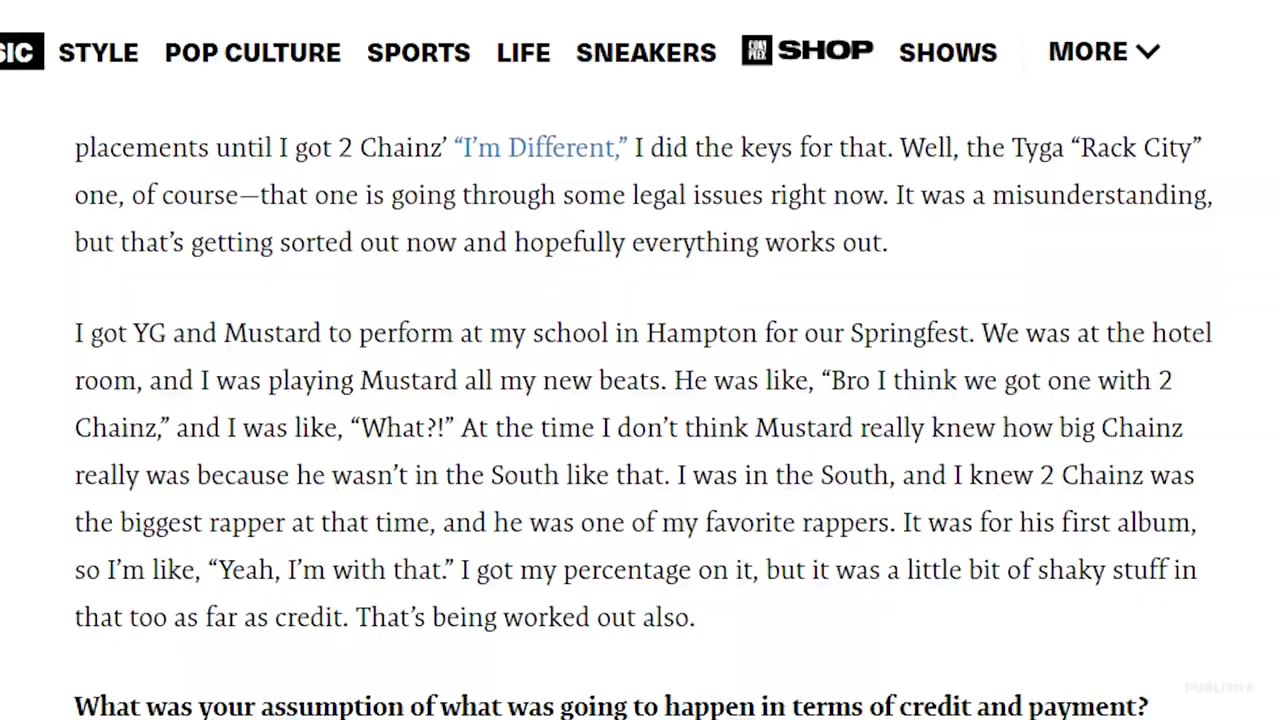 SIC STYLE POP CULTURE SPORTS LIFE SNEAKERS COMPLEX SHOP SHOWS MORE
placements until I got 2 Chainz’ “I’m Different,” I did the keys for that. Well, the Tyga “Rack City”
one, of course—that one is going through some legal issues right now. It was a misunderstanding,
but that’s getting sorted out now and hopefully everything works out.
I got YG and Mustard to perform at my school in Hampton for our Springfest. We was at the hotel
room, and I was playing Mustard all my new beats. He was like, “Bro I think we got one with 2
Chainz,” and I was like, “What?!” At the time I don’t think Mustard really knew how big Chainz
really was because he wasn’t in the South like that. I was in the South, and I knew 2 Chainz was
the biggest rapper at that time, and he was one of my favorite rappers. It was for his first album,
so I’m like, “Yeah, I’m with that.” I got my percentage on it, but it was a little bit of shaky stuff in
that too as far as credit. That’s being worked out also.
What was your assumption of what was going to happen in terms of credit and payment?